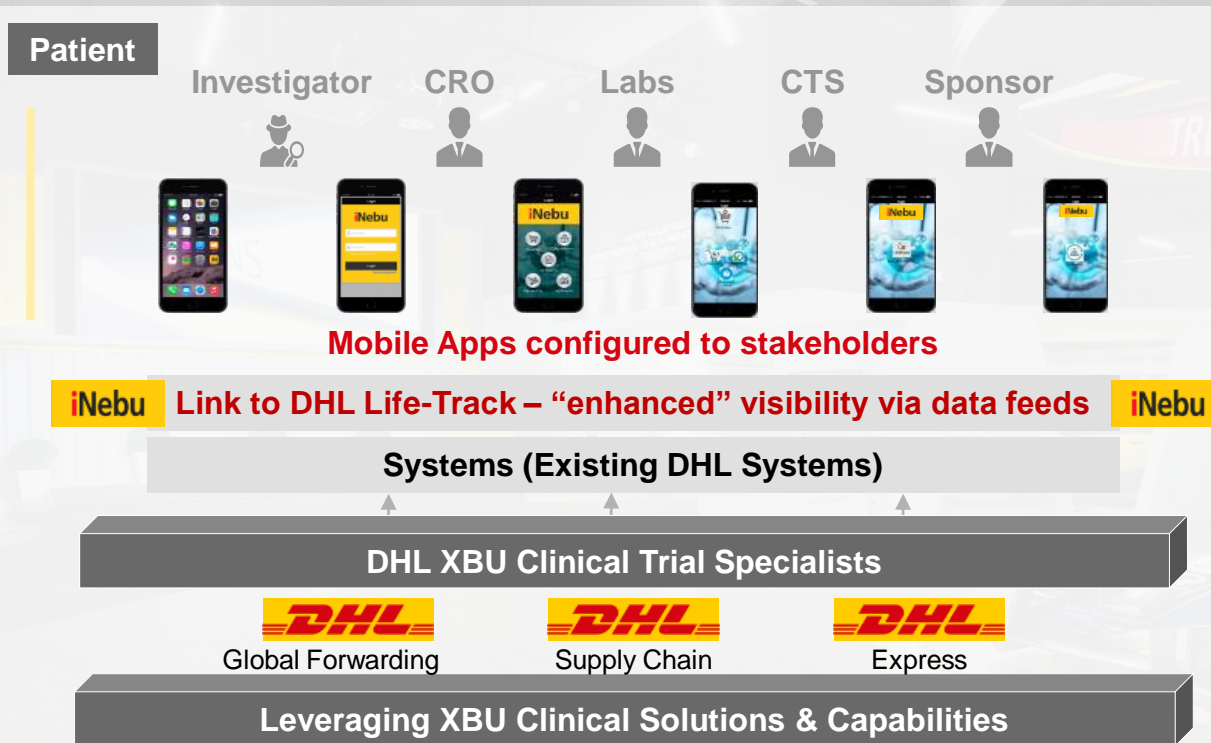 Patient
Investigator CRO Labs CTS Sponsor
iNebu
iNebu
iNebu
iNebu
Mobile Apps configured to stakeholders
iNebu Link to DHL Life-Track – “enhanced” visibility via data feeds iNebu
Systems (Existing DHL Systems)
DHL XBU Clinical Trial Specialists
DHL DHL DHL
Global Forwarding Supply Chain Express
Leveraging XBU Clinical Solutions & Capabilities